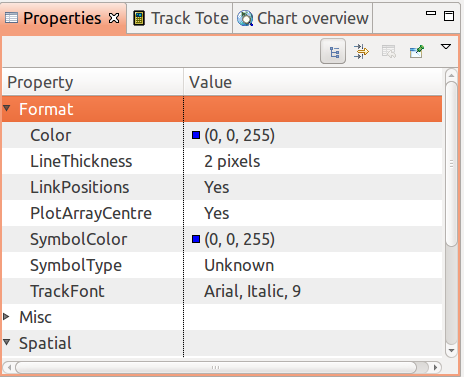 Properties Track Tote Chart overview
Property Value
Format
Color (0, 0, 255)
LineThickness 2 pixels
LinkPositions Yes
PlotArrayCentre Yes
SymbolColor (0, 0, 255)
SymbolType Unknown
TrackFont Arial, Italic, 9
Misc
Spatial